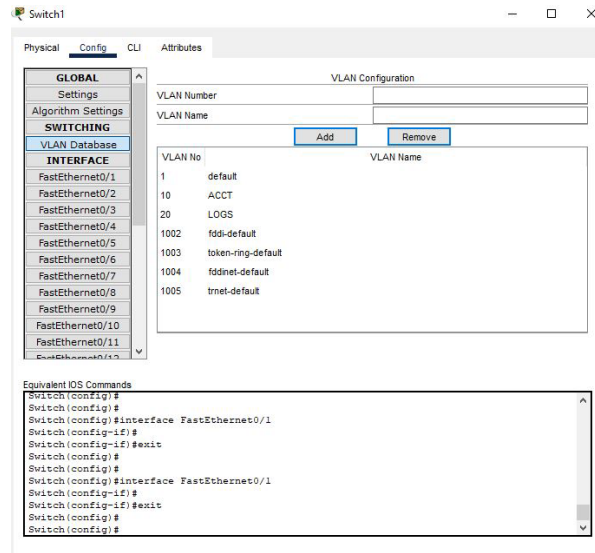 Switch1
Physical Config CLI Attributes
GLOBAL
Settings
Algorithm Settings
SWITCHING
VLAN Database
INTERFACE
FastEthernet0/1
FastEthernet0/2
FastEthernet0/3
FastEthernet0/4
FastEthernet0/5
FastEthernet0/6
FastEthernet0/7
FastEthernet0/8
FastEthernet0/9
FastEthernet0/10
FastEthernet0/11
FastEthernet0/12
VLAN Configuration
VLAN Number
VLAN Name
Add Remove
VLAN No VLAN Name
1 default
10 ACCT
20 LOGS
1002 fddi-default
1003 token-ring-default
1004 fddinet-default
1005 trnet-default
Equivalent IOS Commands
Switch(config)#
Switch(config)#
Switch(config)#interface FastEthernet0/1
Switch(config-if)#
Switch(config-if)#exit
Switch(config)#
Switch(config)#
Switch(config)#interface FastEthernet0/1
Switch(config-if)#
Switch(config-if)#exit
Switch(config)#
Switch(config)#